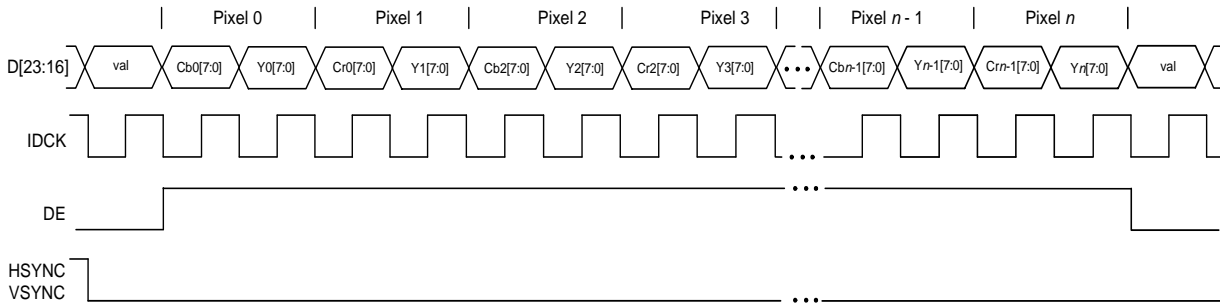 Pixel 0 Pixel 1 Pixel 2 Pixel 3 Pixel n - 1 Pixel n
D[23:16] val Cb0[7:0] Y0[7:0] Cr0[7:0] Y1[7:0] Cb2[7:0] Y2[7:0] Cr2[7:0] Y3[7:0] ••• Cbn-1[7:0] Yn-1[7:0] Crn-1[7:0] Yn[7:0] val
IDCK •••
DE •••
HSYNC
VSYNC •••